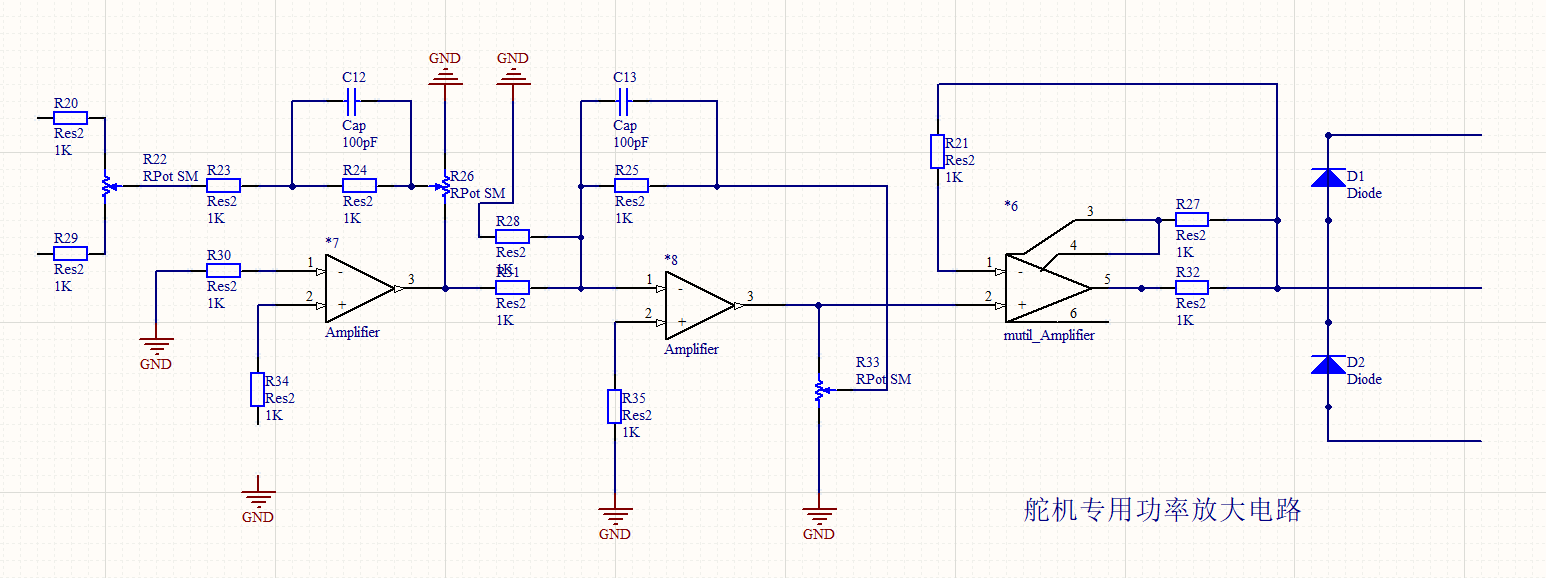 GND
GND
C12
Cap
100pF
C13
Cap
100pF
R20
Res2
1K
R22
RPot SM
R23
Res2
1K
R24
Res2
1K
R26
RPot SM
R25
Res2
1K
R21
Res2
1K
R29
Res2
1K
R30
Res2
1K
GND
*7
1
-
2
+
3
Amplifier
R28
Res2
1K
R31
Res2
1K
*8
1
-
2
+
3
Amplifier
*6
1
-
2
+
3
4
5
6
mutil_Amplifier
R27
Res2
1K
R32
Res2
1K
D1
Diode
D2
Diode
R34
Res2
1K
GND
R35
Res2
1K
GND
R33
RPot SM
GND
舵机专用功率放大电路